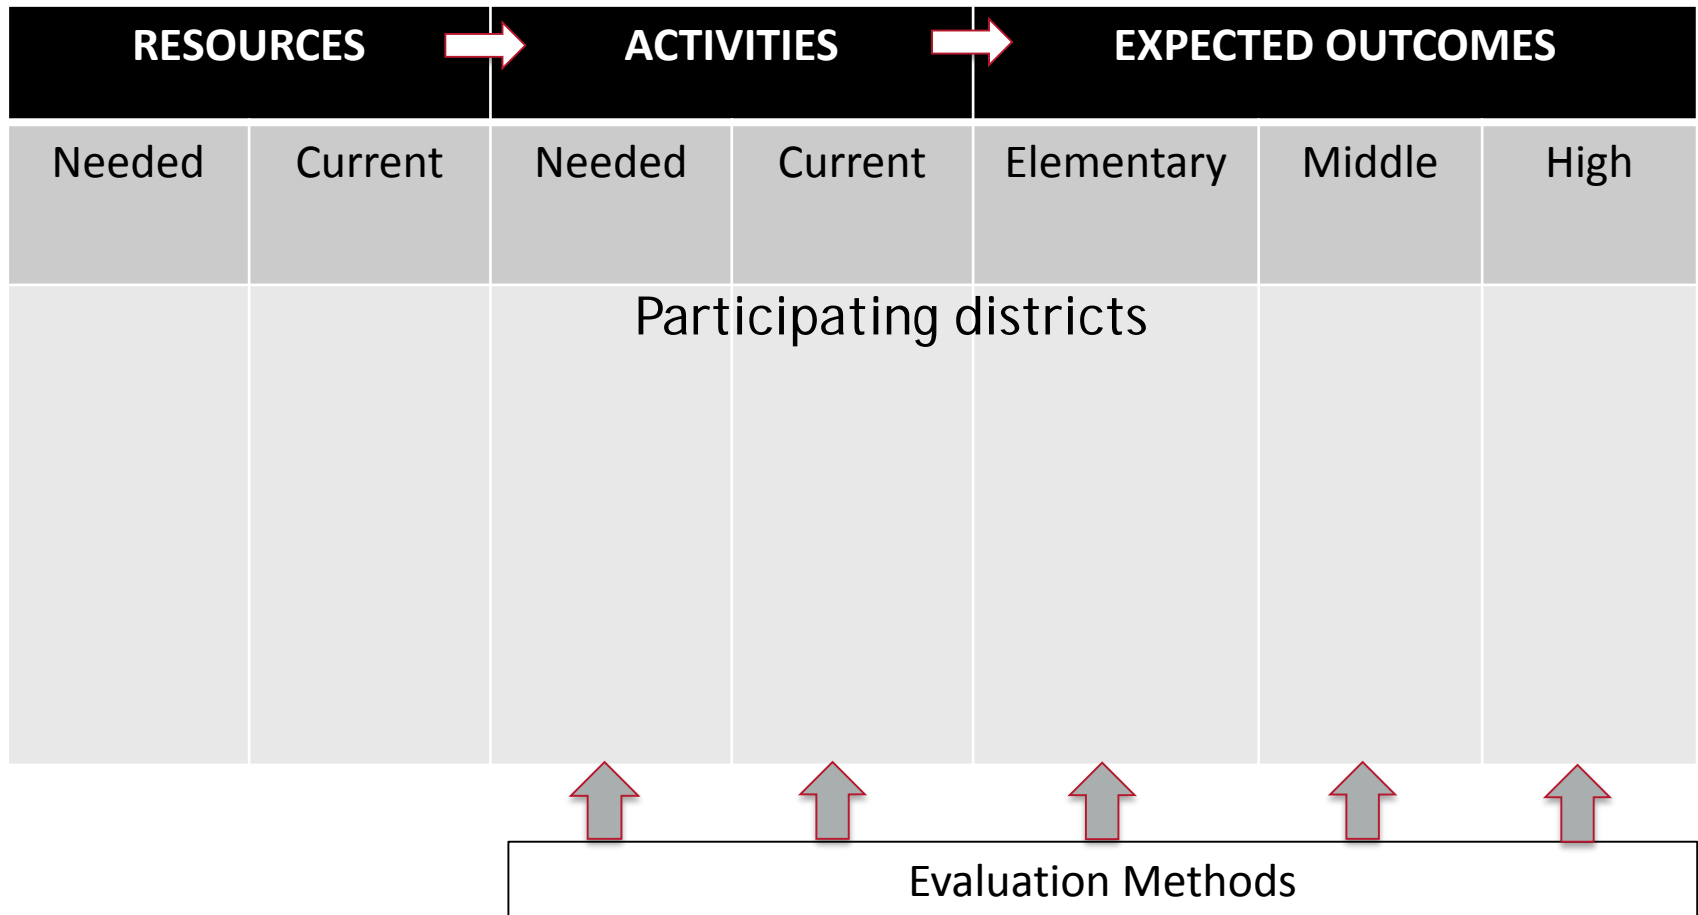 RESOURCES ACTIVITIES EXPECTED OUTCOMES
Needed Current Needed Current Elementary Middle High
Participating districts
Evaluation Methods